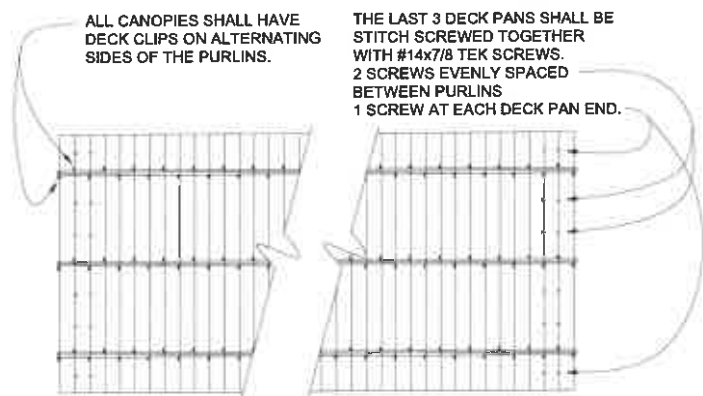 ALL CANOPIES SHALL HAVE
DECK CLIPS ON ALTERNATING
SIDES OF THE PURLINS.
THE LAST 3 DECK PANS SHALL BE
STITCH SCREWED TOGETHER
WITH #14x7/8 TEK SCREWS.
2 SCREWS EVENLY SPACED
BETWEEN PURLINS
1 SCREW AT EACH DECK PAN END.